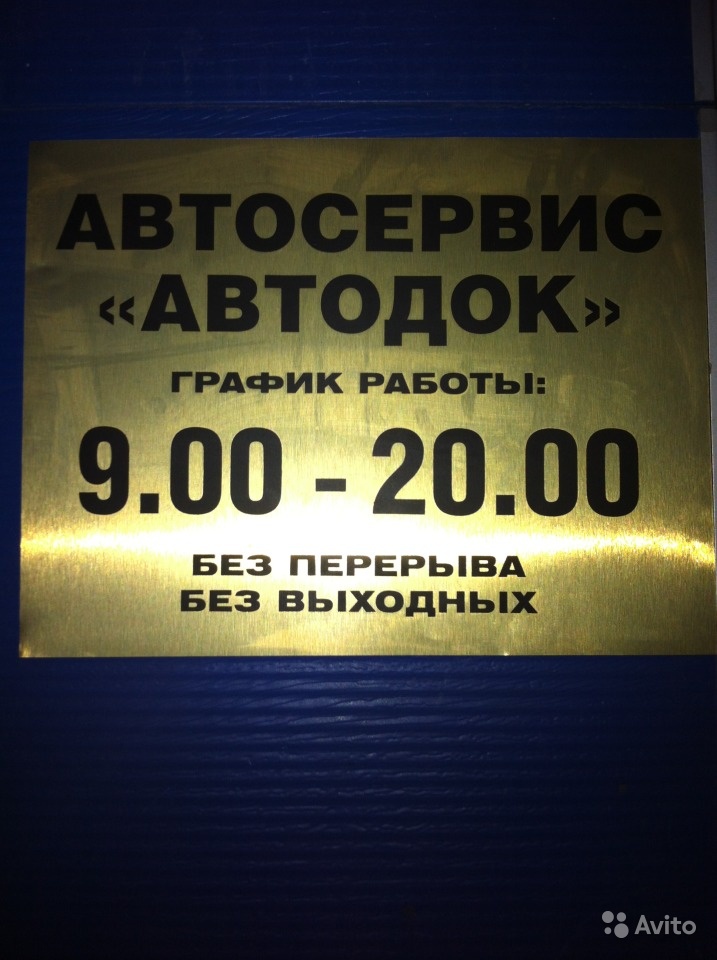 АВТОСЕРВИС
«АВТОДОК»
ГРАФИК РАБОТЫ:
9.00 - 20.00
БЕЗ ПЕРЕРЫВА
БЕЗ ВЫХОДНЫХ
Avito